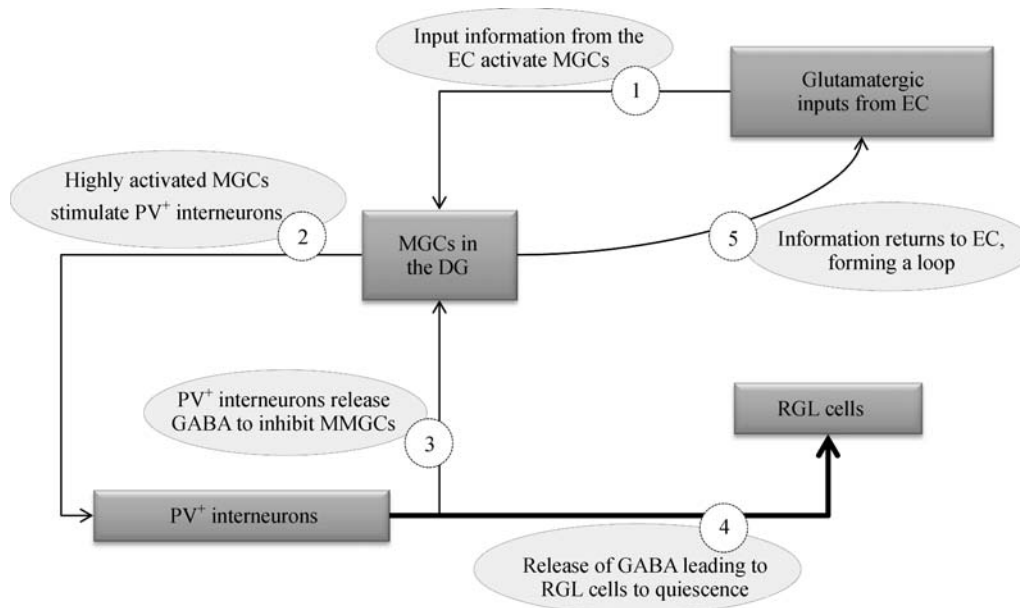 Input information from the
EC activate MGCs
1
Glutamatergic
inputs from EC
Highly activated MGCs
stimulate PV⁺ interneurons
2
MGCs in
the DG
5
Information returns to EC,
forming a loop
PV⁺ interneurons release
GABA to inhibit MMGCs
3
RGL cells
PV⁺ interneurons
4
Release of GABA leading to
RGL cells to quiescence